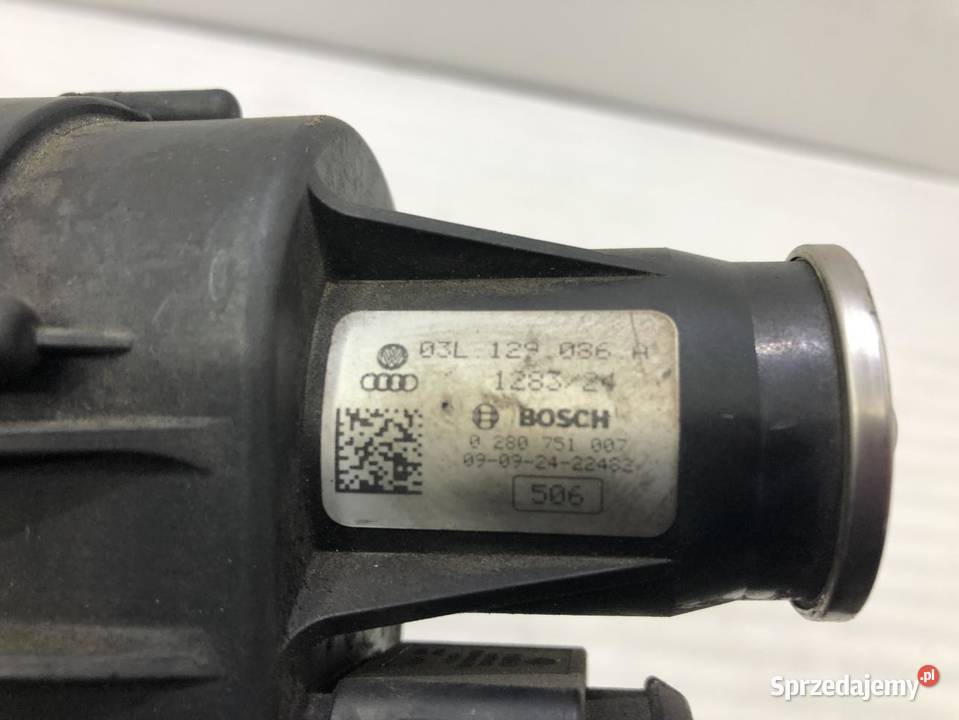 03L 129 086 A
1283/24
BOSCH
0 280 751 007
09-09-24-22482
506
Sprzedajemy.pl